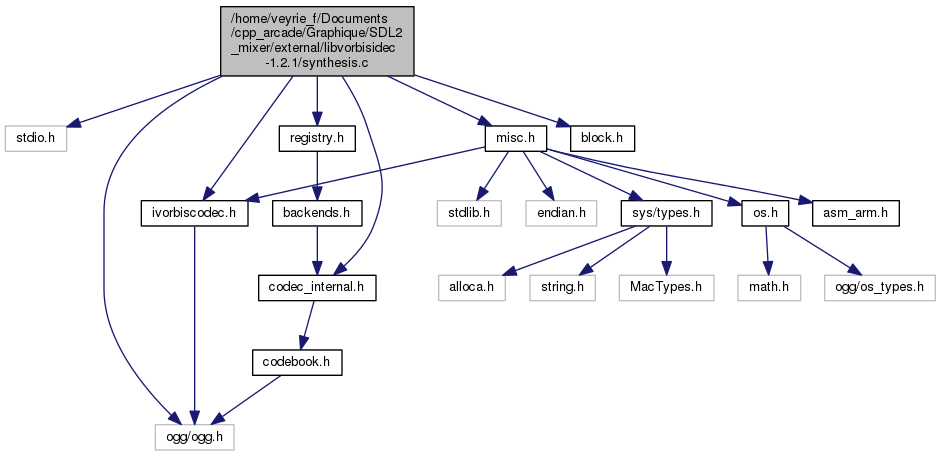 /home/veyrie_f/Documents
/cpp_arcade/Graphique/SDL2
_mixer/external/libvorbisidec
-1.2.1/synthesis.c
stdio.h
registry.h
misc.h
block.h
ivorbiscodec.h
backends.h
stdlib.h
endian.h
sys/types.h
os.h
asm_arm.h
codec_internal.h
alloca.h
string.h
MacTypes.h
math.h
ogg/os_types.h
codebook.h
ogg/ogg.h